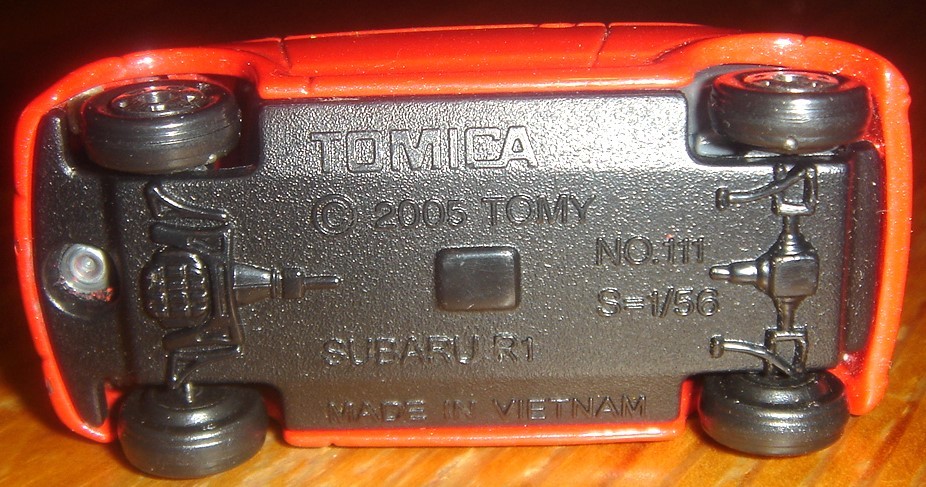 TOMICA
© 2005 TOMY
NO.111
S=1/56
SUBARU R1
MADE IN VIETNAM